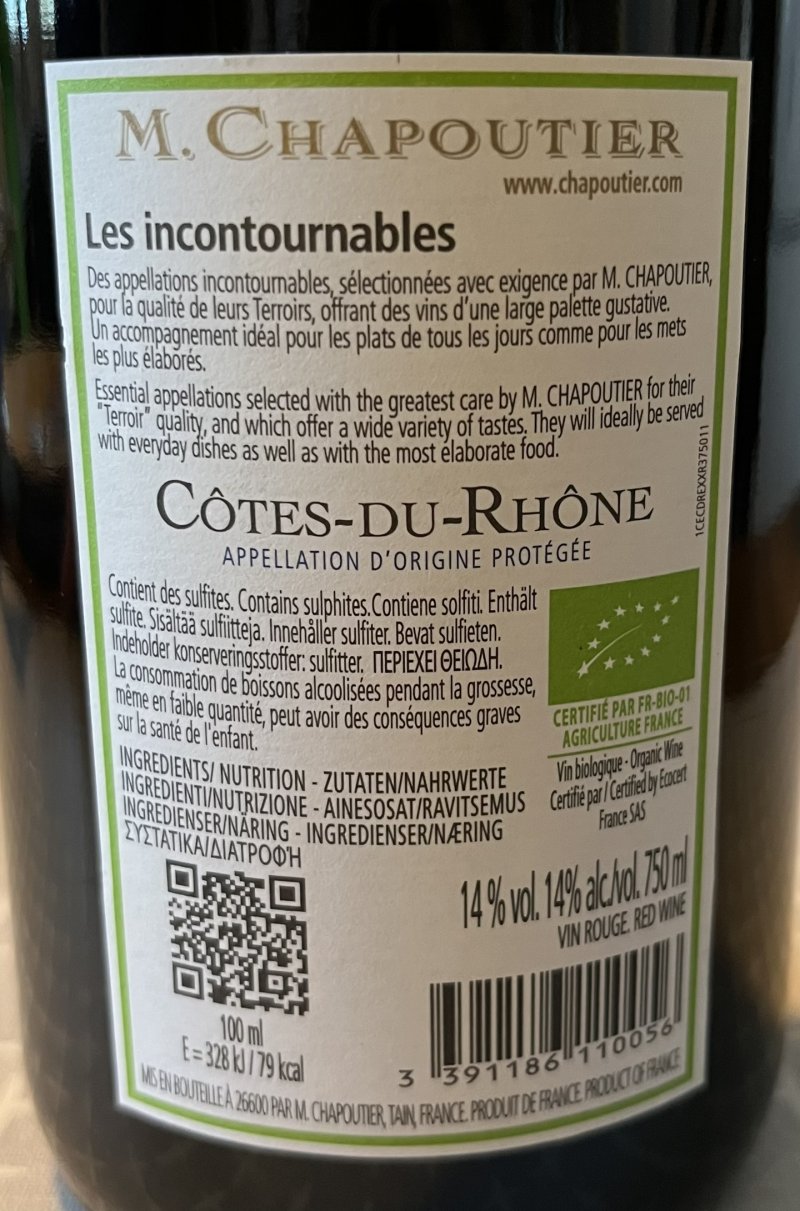 M. CHAPOUTIER
www.chapoutier.com
Les incontournables
Des appellations incontournables, sélectionnées avec exigence par M. CHAPOUTIER,
pour la qualité de leurs Terroirs, offrant des vins d'une large palette gustative.
Un accompagnement idéal pour les plats de tous les jours comme pour les mets
les plus élaborés.
Essential appellations selected with the greatest care by M. CHAPOUTIER for their
"Terroir" quality, and which offer a wide variety of tastes. They will ideally be served
with everyday dishes as well as with the most elaborate food.
1CECDREXXR375011
CÔTES-DU-RHÔNE
APPELLATION D'ORIGINE PROTÉGÉE
Contient des sulfites. Contains sulphites.Contiene solfiti. Enthält
sulfite. Sisältää sulfiitteja. Innehåller sulfiter. Bevat sulfieten.
Indeholder konserveringsstoffer: sulfitter. ΠΕΡΙΕΧΕΙ ΘΕΙΩΔΗ.
La consommation de boissons alcoolisées pendant la grossesse,
même en faible quantité, peut avoir des conséquences graves
sur la santé de l'enfant.
CERTIFIÉ PAR FR-BIO-01
AGRICULTURE FRANCE
Vin biologique - Organic Wine
Certifié par / Certified by Ecocert
France SAS
INGREDIENTS/ NUTRITION - ZUTATEN/NAHRWERTE
INGREDIENTI/NUTRIZIONE - AINESOSAT/RAVITSEMUS
INGREDIENSER/NÄRING - INGREDIENSER/NÆRING
ΣΥΣΤΑΤΙΚΑ/ΔΙΑΤΡΟΦΉ
14 % vol. 14% alc./vol. 750 ml
VIN ROUGE. RED WINE
100 ml
E = 328 kJ / 79 kcal
3 391186 110056
MIS EN BOUTEILLE À 26600 PAR M. CHAPOUTIER, TAIN, FRANCE. PRODUIT DE FRANCE. PRODUCT OF FRANCE